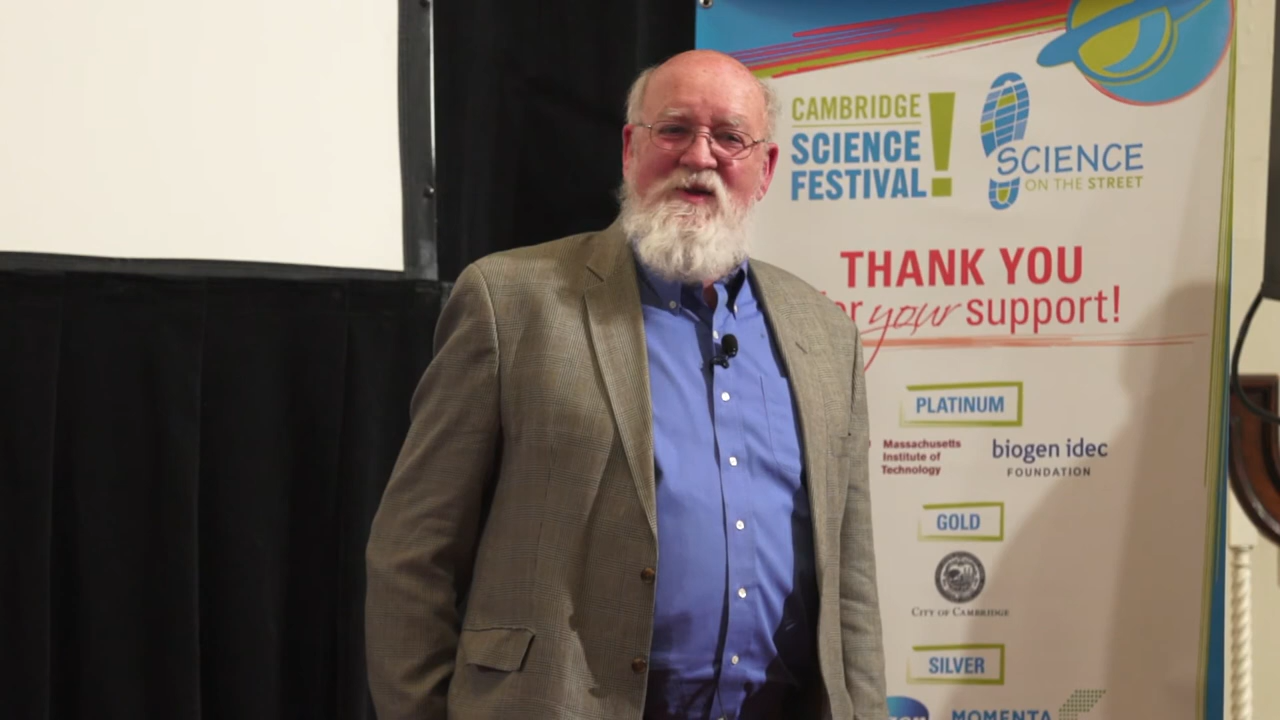 CAMBRIDGE
SCIENCE
FESTIVAL!
SCIENCE
ON THE STREET
THANK YOU
your support!
PLATINUM
Massachusetts
Institute of
Technology
biogen idec
FOUNDATION
GOLD
CITY OF CAMBRIDGE
SILVER
MOMENTA